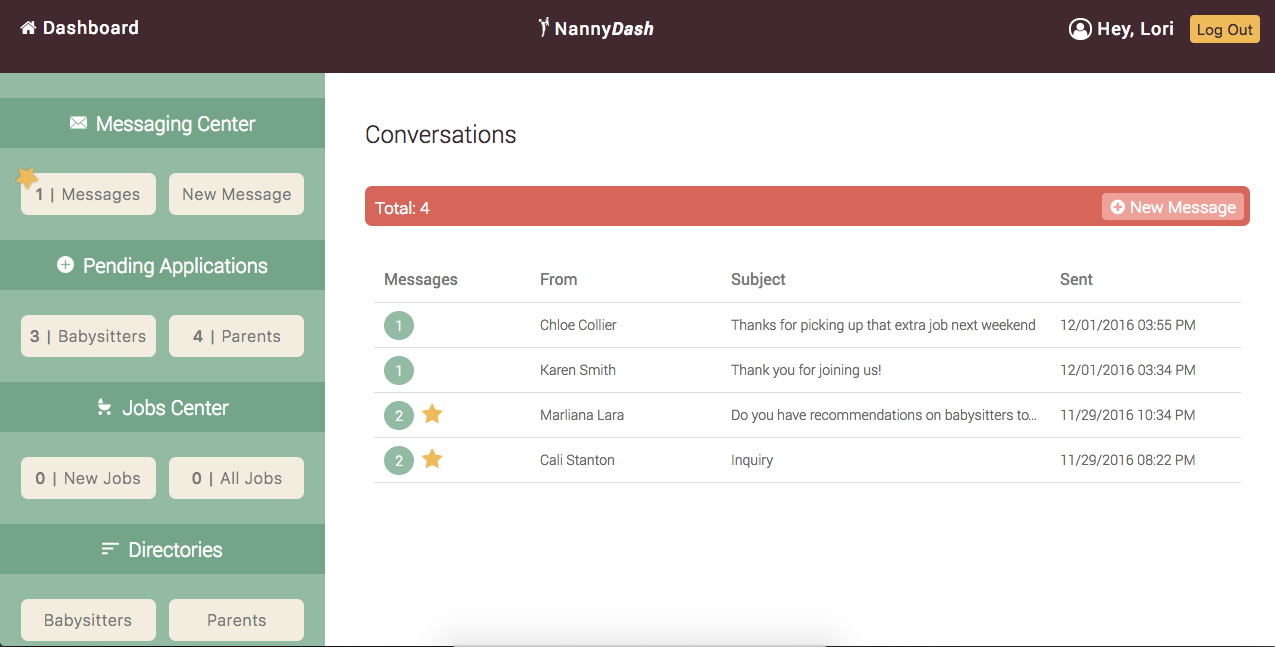 Dashboard
NannyDash
Hey, Lori
Log Out
Messaging Center
1 | Messages
New Message
Pending Applications
3 | Babysitters
4 | Parents
Jobs Center
0 | New Jobs
0 | All Jobs
Directories
Babysitters
Parents
Conversations
Total: 4
New Message
Messages From Subject Sent
1 Chloe Collier Thanks for picking up that extra job next weekend 12/01/2016 03:55 PM
1 Karen Smith Thank you for joining us! 12/01/2016 03:34 PM
2 Marliana Lara Do you have recommendations on babysitters to... 11/29/2016 10:34 PM
2 Cali Stanton Inquiry 11/29/2016 08:22 PM